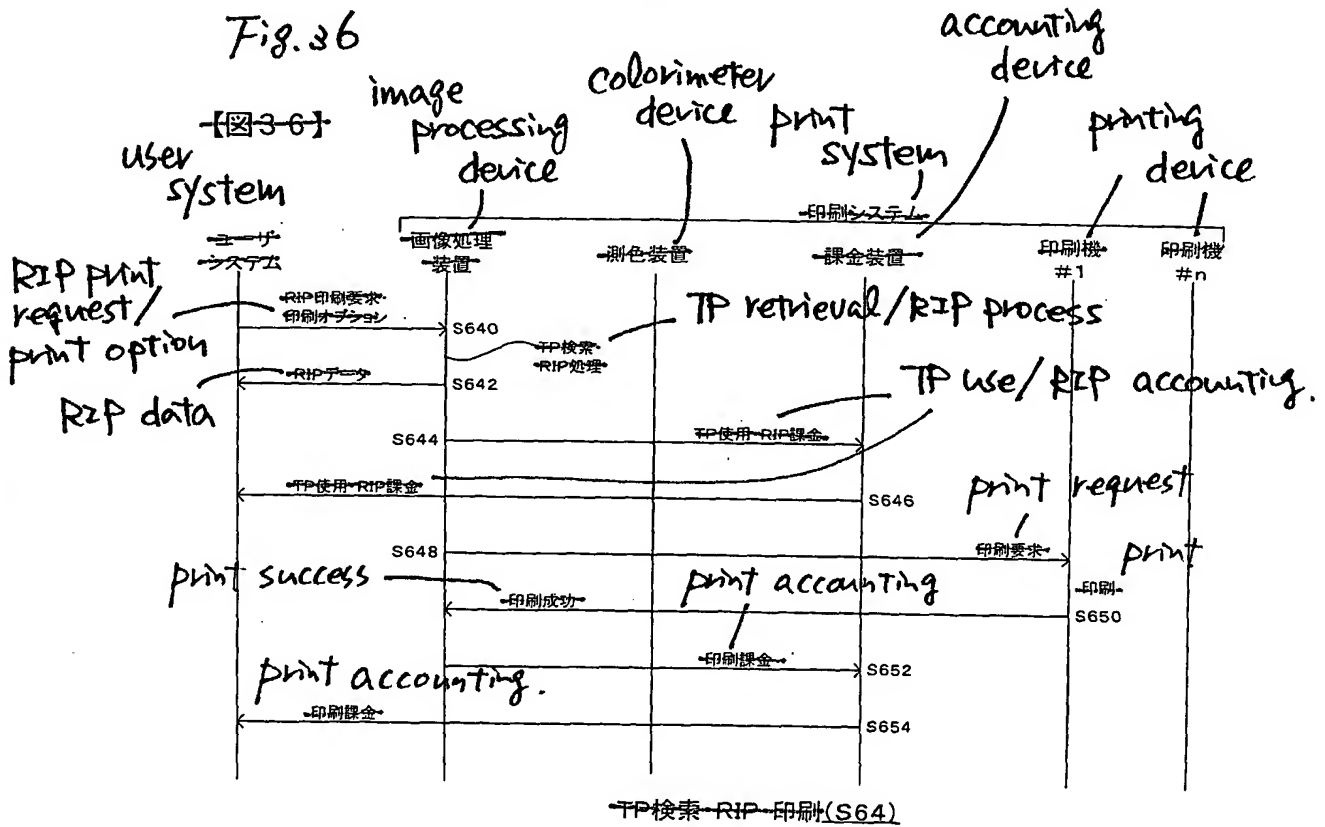 Fig. 36
【図36】
user
system
image
processing
device
colorimeter
device
print
system
accounting
device
printing
device
印刷システム
ユーザ
システム
画像処理
装置
測色装置
課金装置
印刷機
#1
印刷機
#n
RIP print
request/
print option
RIP印刷要求
印刷オプション
S640
TP検索
RIP処理
TP retrieval/RIP process
RIP data
RIPデータ
S642
TP use/RIP accounting.
S644
TP使用・RIP課金
TP使用・RIP課金
S646
print request
S648
印刷要求
print
印刷
print success
印刷成功
S650
print accounting
印刷課金
S652
print accounting.
印刷課金
S654
TP検索・RIP・印刷(S64)